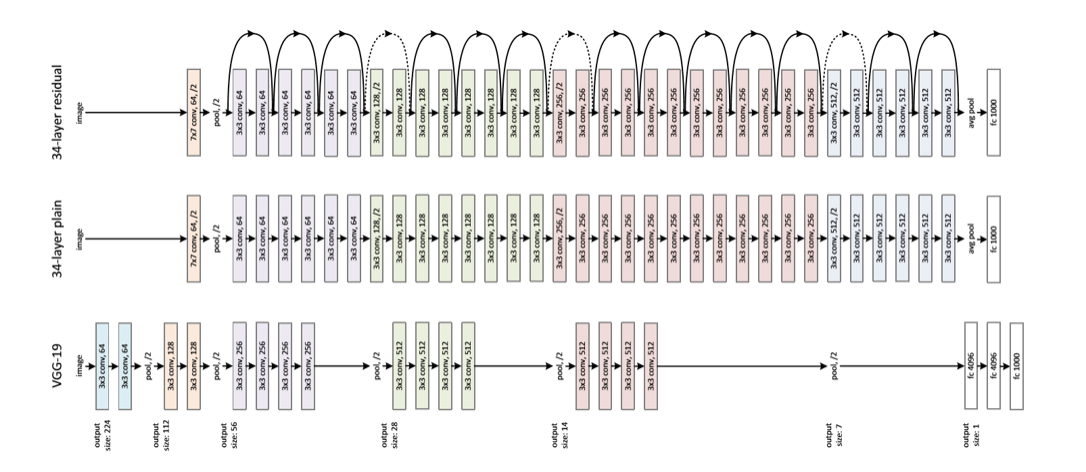 34-layer residual
image
7x7 conv, 64, /2
pool, /2
3x3 conv, 64
3x3 conv, 64
3x3 conv, 64
3x3 conv, 64
3x3 conv, 64
3x3 conv, 64
3x3 conv, 128, /2
3x3 conv, 128
3x3 conv, 128
3x3 conv, 128
3x3 conv, 128
3x3 conv, 128
3x3 conv, 128
3x3 conv, 128
3x3 conv, 256, /2
3x3 conv, 256
3x3 conv, 256
3x3 conv, 256
3x3 conv, 256
3x3 conv, 256
3x3 conv, 256
3x3 conv, 256
3x3 conv, 256
3x3 conv, 256
3x3 conv, 256
3x3 conv, 256
3x3 conv, 512, /2
3x3 conv, 512
3x3 conv, 512
3x3 conv, 512
3x3 conv, 512
3x3 conv, 512
avg pool
fc 1000
34-layer plain
image
7x7 conv, 64, /2
pool, /2
3x3 conv, 64
3x3 conv, 64
3x3 conv, 64
3x3 conv, 64
3x3 conv, 64
3x3 conv, 64
3x3 conv, 128, /2
3x3 conv, 128
3x3 conv, 128
3x3 conv, 128
3x3 conv, 128
3x3 conv, 128
3x3 conv, 128
3x3 conv, 128
3x3 conv, 256, /2
3x3 conv, 256
3x3 conv, 256
3x3 conv, 256
3x3 conv, 256
3x3 conv, 256
3x3 conv, 256
3x3 conv, 256
3x3 conv, 256
3x3 conv, 256
3x3 conv, 256
3x3 conv, 256
3x3 conv, 512, /2
3x3 conv, 512
3x3 conv, 512
3x3 conv, 512
3x3 conv, 512
3x3 conv, 512
avg pool
fc 1000
VGG-19
image
3x3 conv, 64
3x3 conv, 64
pool, /2
3x3 conv, 128
3x3 conv, 128
pool, /2
3x3 conv, 256
3x3 conv, 256
3x3 conv, 256
3x3 conv, 256
pool, /2
3x3 conv, 512
3x3 conv, 512
3x3 conv, 512
3x3 conv, 512
pool, /2
3x3 conv, 512
3x3 conv, 512
3x3 conv, 512
3x3 conv, 512
pool, /2
fc 4096
fc 4096
fc 1000
output
size: 224
output
size: 112
output
size: 56
output
size: 28
output
size: 14
output
size: 7
output
size: 1